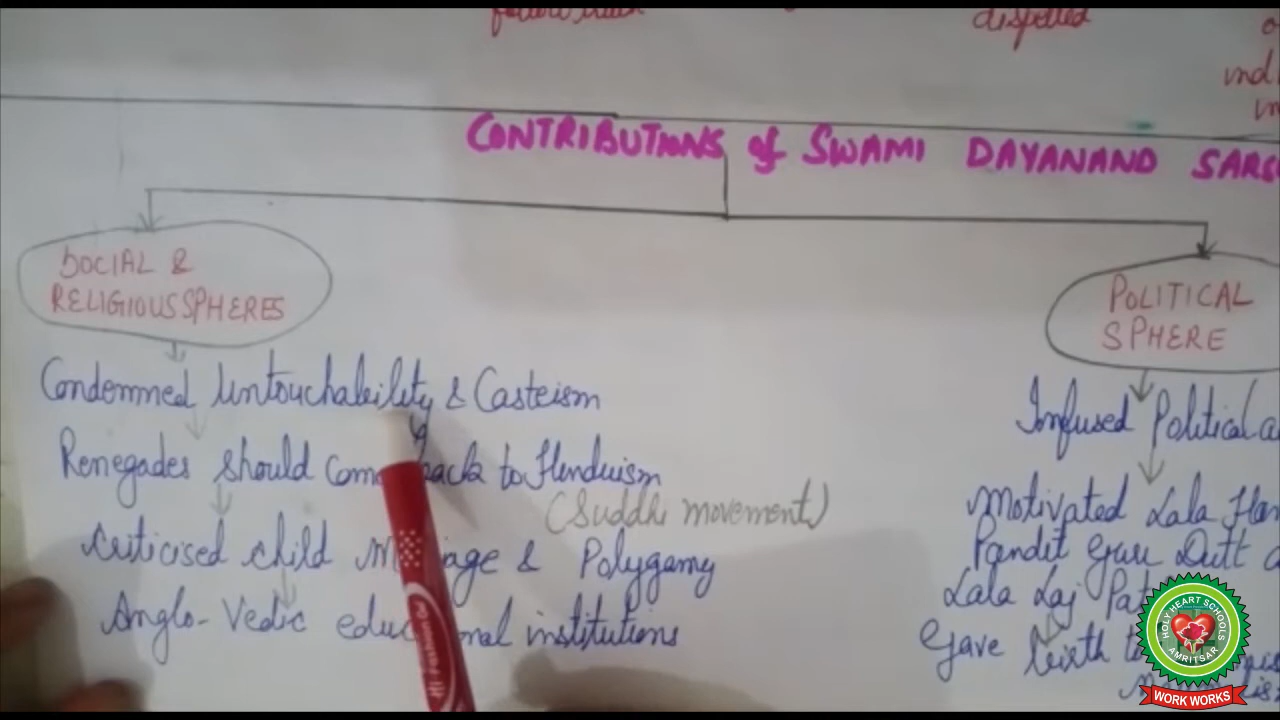 dispelled
CONTRIBUTIONS of SWAMI DAYANAND
SOCIAL &
RELIGIOUS SPHERES
Condemned Untouchability & Casteism
Renegades should come back to Hinduism
(Suddhi movement)
Criticised child Marriage & Polygamy
Anglo-Vedic educational institutions
POLITICAL
SPHERE
Infused Political
Motivated Lala
Pandit Guru Dutt
Lala Laj
Gave birth
HOLY HEART SCHOOLS
AMRITSAR
WORK WORKS